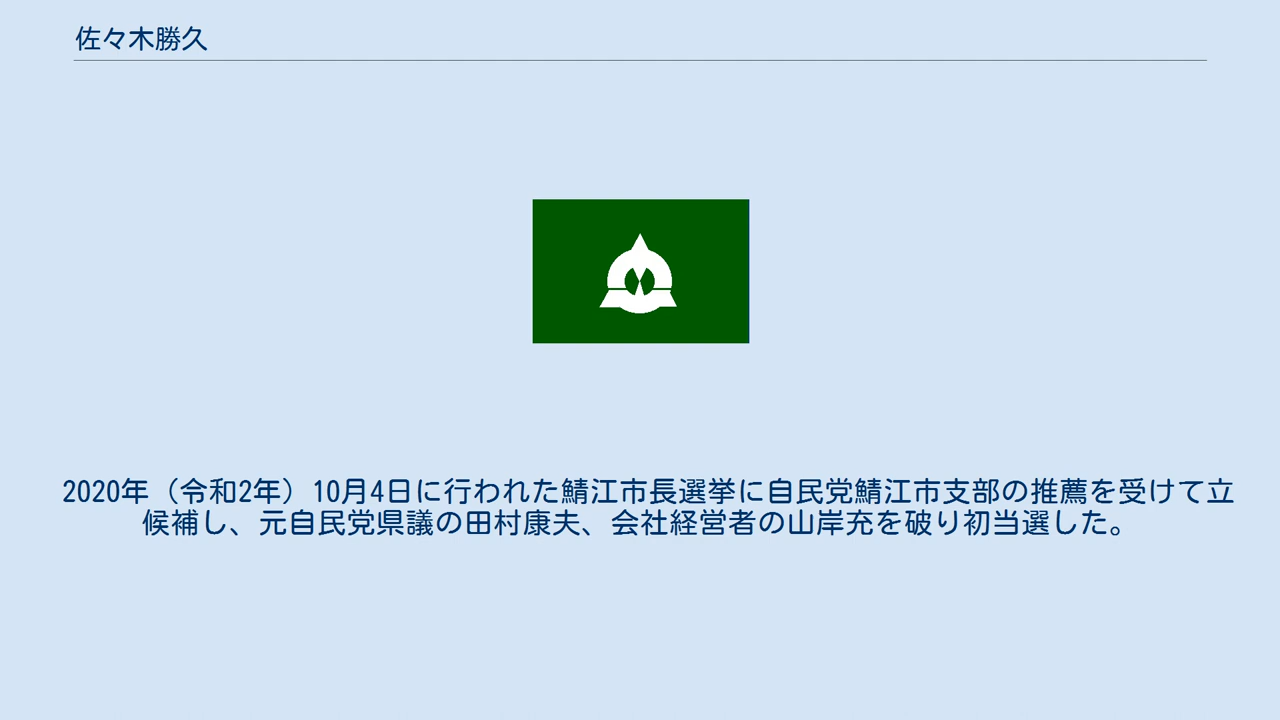 佐々木勝久
2020年（令和2年）10月4日に行われた鯖江市長選挙に自民党鯖江市支部の推薦を受けて立
候補し、元自民党県議の田村康夫、会社経営者の山岸充を破り初当選した。